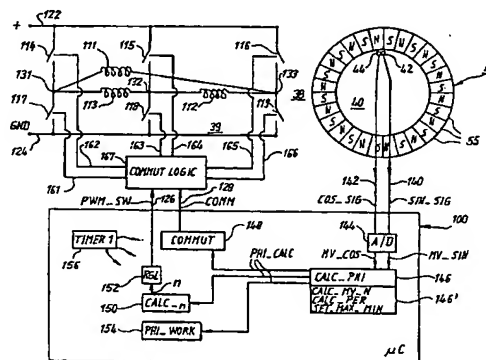 + 122
114 111 115 116
131 132 133
113 112
117 118 119
38
39
GND
124 162 163 164 165 166
161 167
COMMUT LOGIC
PWM_SW 126 128 COMM
44 42
40
55
142 140
COS_SIG SIN_SIG
100
144 A/D
MV_COS MV_SIN
TIMER 1
156
148
COMMUT
PHI_CALC
152 RGL
n
150 CALC_n
154 PHI_WORK
CALC_PHI 146
CALC_MV_N
CALC_PER
SET_MAX_MIN
146'
µC